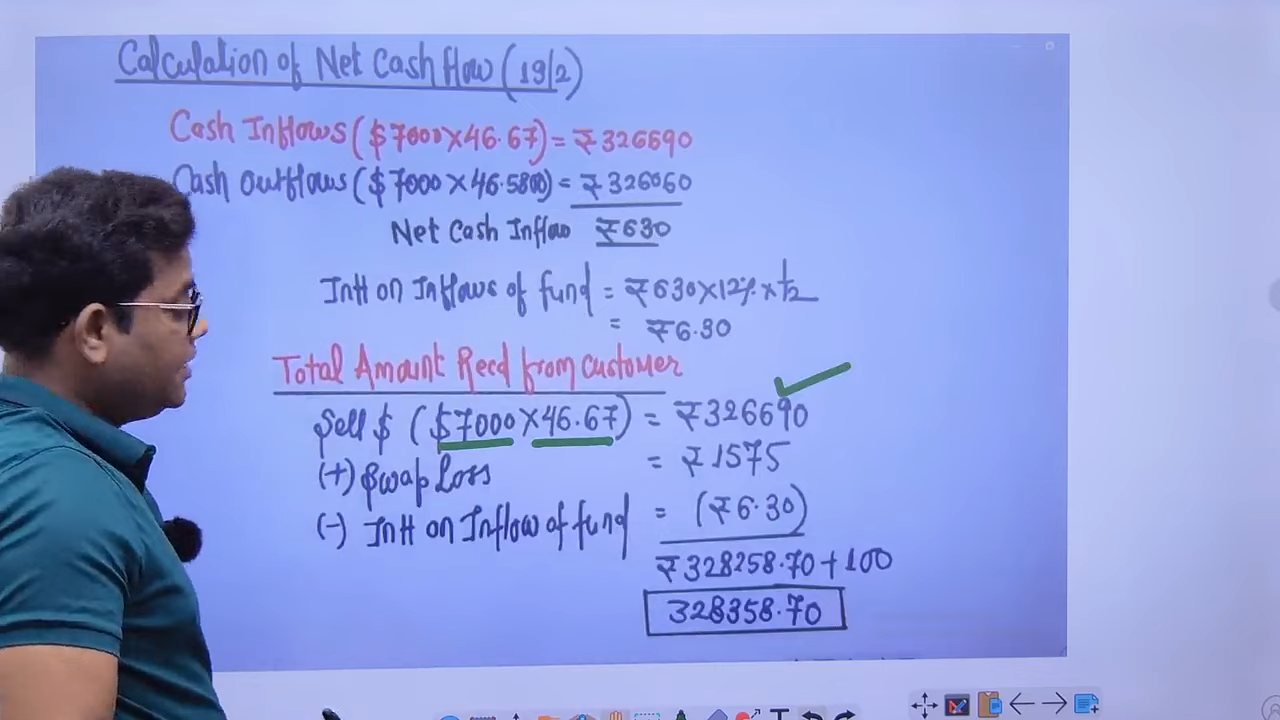 Calculation of Net Cash flow (19/2)
Cash Inflows ($7000×46.67) = ₹326690
Cash Outflows ($7000×46.5800) = ₹326060
Net Cash Inflow ₹630
Intt on Inflows of fund = ₹630×12%×1/12
= ₹6.30
Total Amount Recd from Customer
Sell $ ($7000×46.67) = ₹326690
(+) Swap Loss = ₹1575
(-) Intt on Inflow of fund = (₹6.30)
₹328258.70+100
328358.70